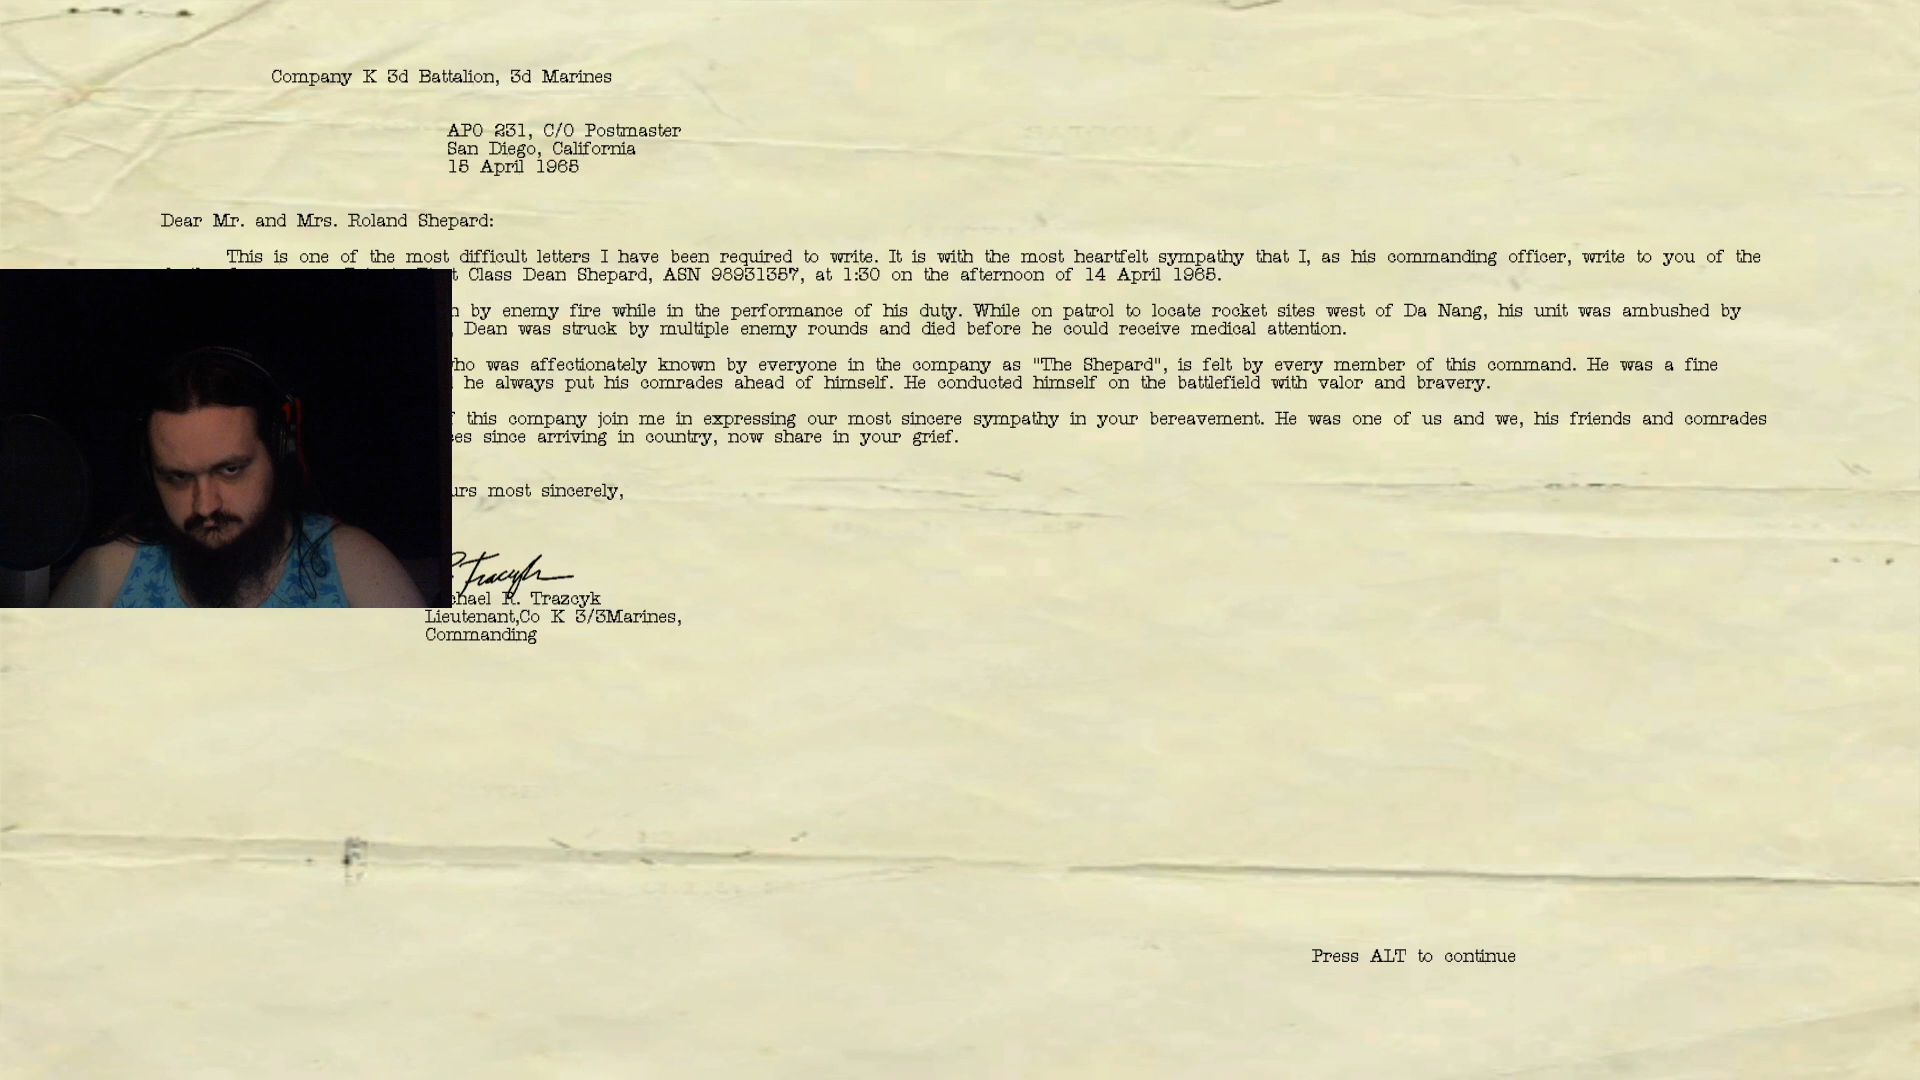 Company K 3d Battalion, 3d Marines
APO 231, C/O Postmaster
San Diego, California
15 April 1965
Dear Mr. and Mrs. Roland Shepard:
This is one of the most difficult letters I have been required to write. It is with the most heartfelt sympathy that I, as his commanding officer, write to you of the
Class Dean Shepard, ASN 98931357, at 1:30 on the afternoon of 14 April 1965.
by enemy fire while in the performance of his duty. While on patrol to locate rocket sites west of Da Nang, his unit was ambushed by
Dean was struck by multiple enemy rounds and died before he could receive medical attention.
who was affectionately known by everyone in the company as "The Shepard", is felt by every member of this command. He was a fine
he always put his comrades ahead of himself. He conducted himself on the battlefield with valor and bravery.
this company join me in expressing our most sincere sympathy in your bereavement. He was one of us and we, his friends and comrades
since arriving in country, now share in your grief.
most sincerely,
R. Trazcyk
Lieutenant,Co K 3/3Marines,
Commanding
Press ALT to continue